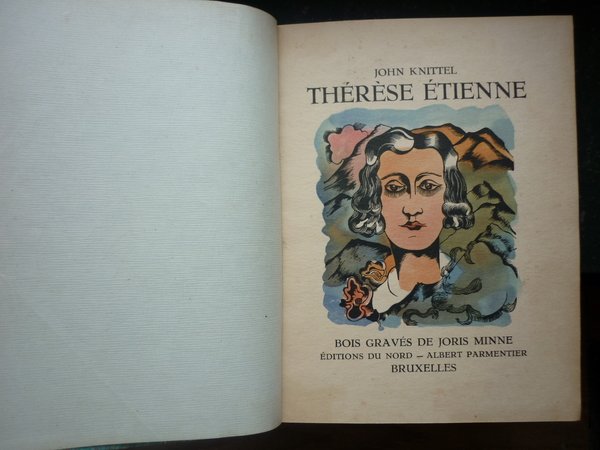 JOHN KNITTEL
THÉRÈSE ÉTIENNE
BOIS GRAVÉS DE JORIS MINNE
ÉDITIONS DU NORD — ALBERT PARMENTIER
BRUXELLES